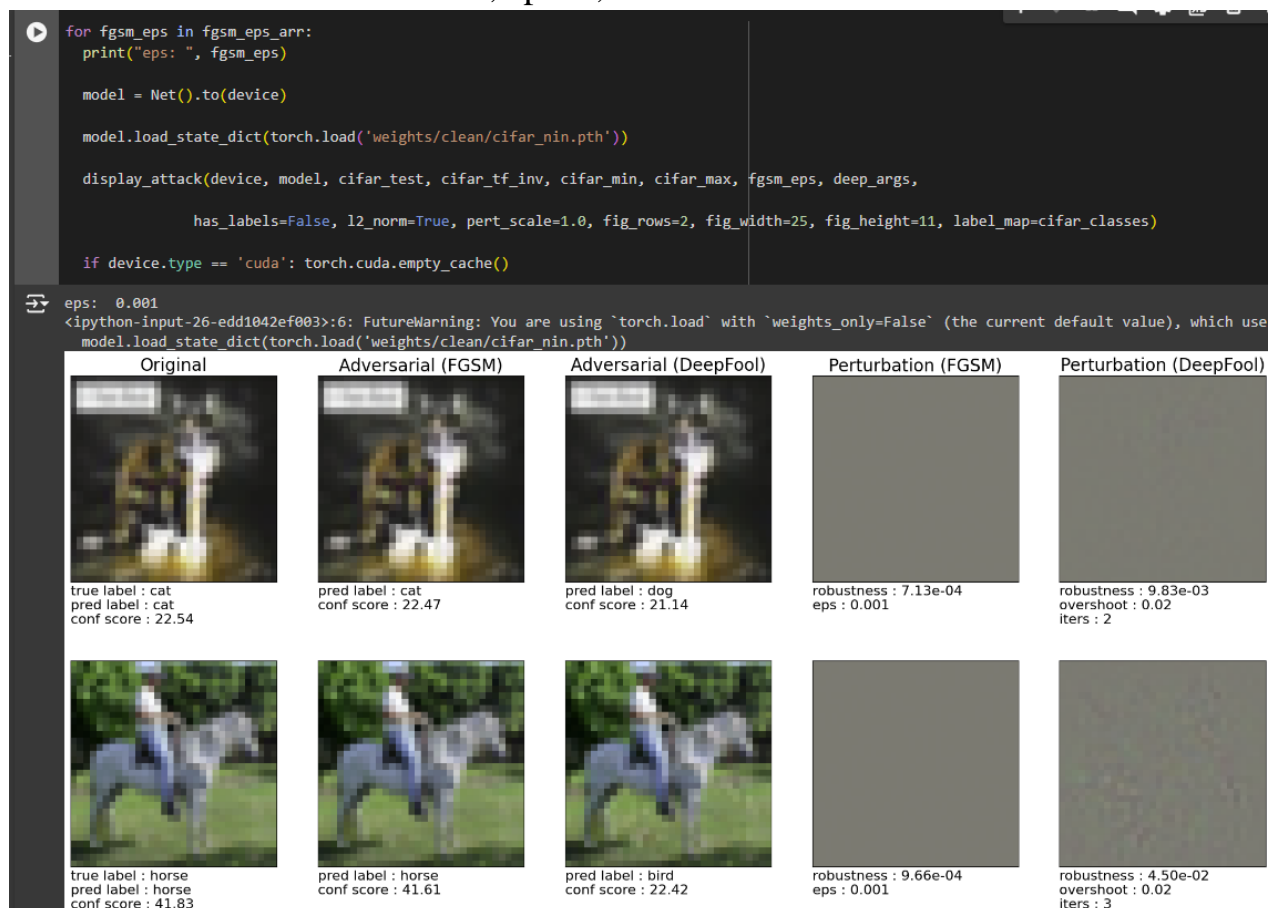 for fgsm_eps in fgsm_eps_arr:
print("eps: ", fgsm_eps)
model = Net().to(device)
model.load_state_dict(torch.load('weights/clean/cifar_nin.pth'))
display_attack(device, model, cifar_test, cifar_tf_inv, cifar_min, cifar_max, fgsm_eps, deep_args,
has_labels=False, l2_norm=True, pert_scale=1.0, fig_rows=2, fig_width=25, fig_height=11, label_map=cifar_classes)
if device.type == 'cuda': torch.cuda.empty_cache()
eps:  0.001
<ipython-input-26-edd1042ef003>:6: FutureWarning: You are using `torch.load` with `weights_only=False` (the current default value), which use
model.load_state_dict(torch.load('weights/clean/cifar_nin.pth'))
Original Adversarial (FGSM) Adversarial (DeepFool) Perturbation (FGSM) Perturbation (DeepFool)
true label : cat
pred label : cat
conf score : 22.54
pred label : cat
conf score : 22.47
pred label : dog
conf score : 21.14
robustness : 7.13e-04
eps : 0.001
robustness : 9.83e-03
overshoot : 0.02
iters : 2
true label : horse
pred label : horse
conf score : 41.83
pred label : horse
conf score : 41.61
pred label : bird
conf score : 22.42
robustness : 9.66e-04
eps : 0.001
robustness : 4.50e-02
overshoot : 0.02
iters : 3